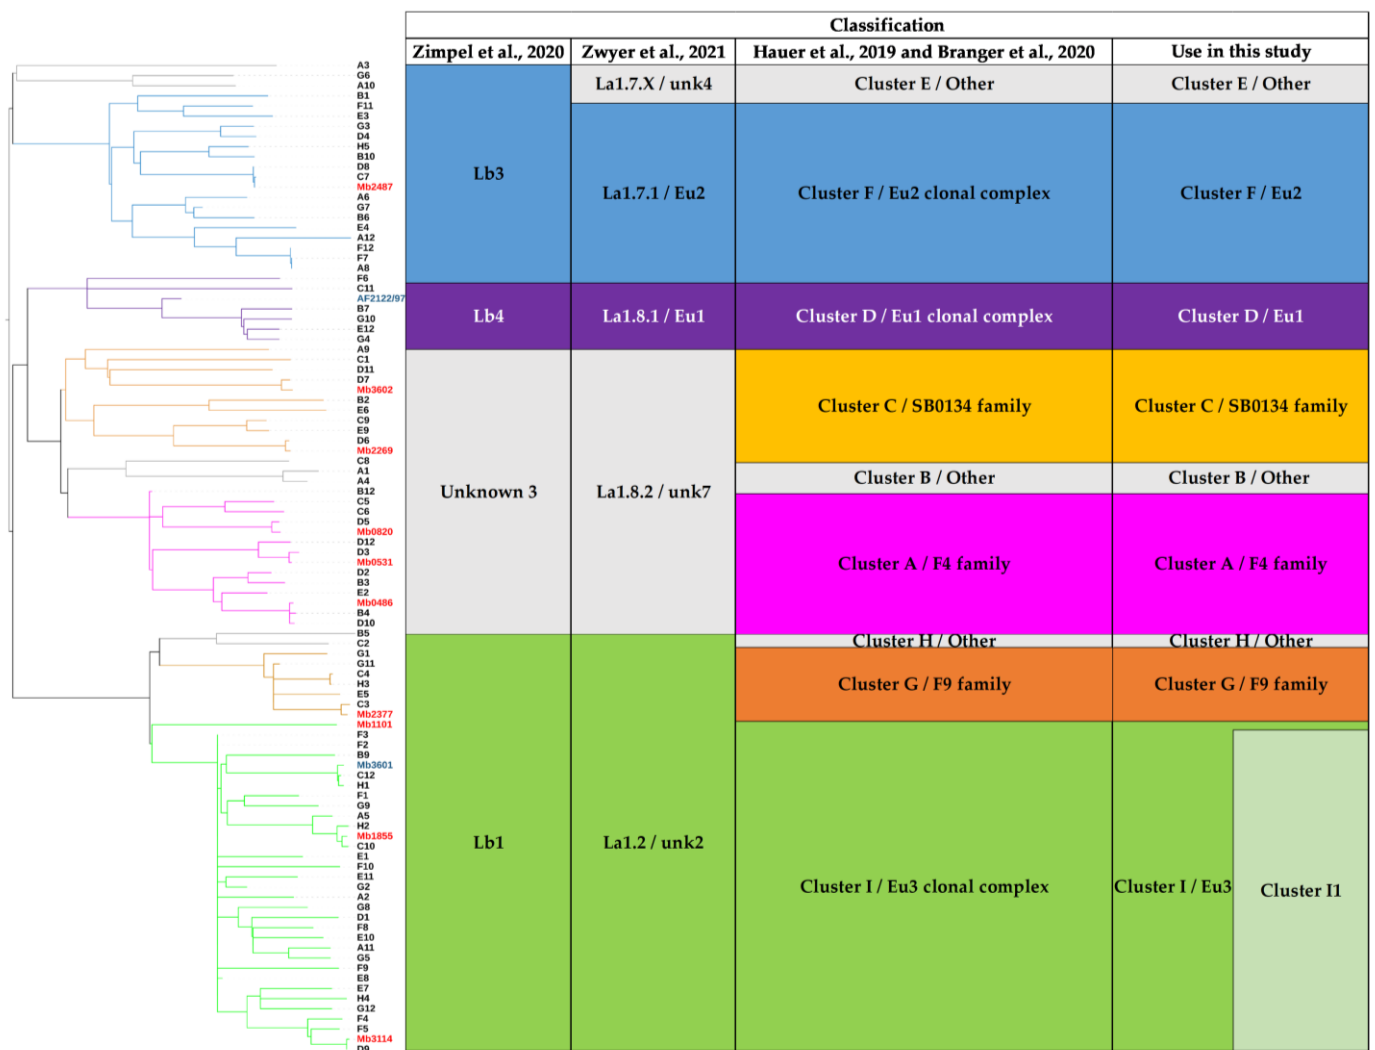 Classification
Zimpel et al., 2020 Zwyer et al., 2021 Hauer et al., 2019 and Branger et al., 2020 Use in this study
A3
G6
A10
B1
F11
E3
G3
D4
H5
B10
D8
C7
Mb2487
A6
G7
B6
E4
A12
F12
F7
A8
F6
C11
AF2122/97
B7
G10
E12
G4
A9
C1
D11
D7
Mb3602
B2
E6
C9
E9
D6
Mb2269
C8
A1
A4
B12
C5
C6
D5
Mb0820
D12
D3
Mb0531
D2
B3
E2
Mb0486
B4
D10
B5
C2
G1
G11
C4
H3
E5
C3
Mb2377
Mb1101
F3
F2
B9
Mb3601
C12
H1
F1
G9
A5
H2
Mb1855
C10
E1
F10
E11
G2
A2
G8
D1
F8
E10
A11
G5
F9
E8
E7
H4
G12
F4
F5
Mb3114
D9
Lb3
Lb4
Unknown 3
Lb1
La1.7.X / unk4
La1.7.1 / Eu2
La1.8.1 / Eu1
La1.8.2 / unk7
La1.2 / unk2
Cluster E / Other
Cluster F / Eu2 clonal complex
Cluster D / Eu1 clonal complex
Cluster C / SB0134 family
Cluster B / Other
Cluster A / F4 family
Cluster H / Other
Cluster G / F9 family
Cluster I / Eu3 clonal complex
Cluster E / Other
Cluster F / Eu2
Cluster D / Eu1
Cluster C / SB0134 family
Cluster B / Other
Cluster A / F4 family
Cluster H / Other
Cluster G / F9 family
Cluster I / Eu3
Cluster I1